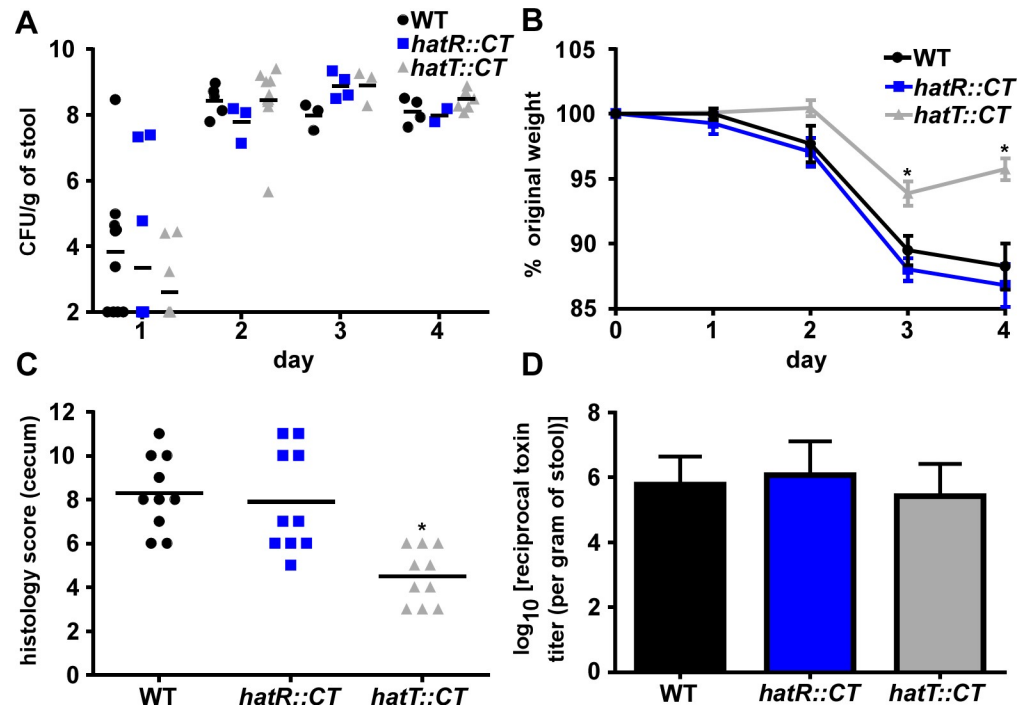 A
WT
hatR::CT
hatT::CT
CFU/g of stool
10
8
6
4
2
1 2 3 4
day
B
WT
hatR::CT
hatT::CT
% original weight
105
100
95
90
85
*
*
0 1 2 3 4
day
C
histology score (cecum)
12
10
8
6
4
2
0
*
WT hatR::CT hatT::CT
D
log10 [reciprocal toxin
titer (per gram of stool)]
8
6
4
2
0
WT hatR::CT hatT::CT